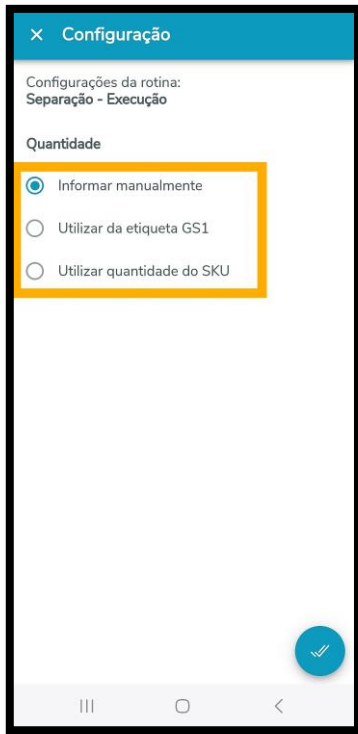 Configuração
Configurações da rotina:
Separação - Execução
Quantidade
Informar manualmente
Utilizar da etiqueta GS1
Utilizar quantidade do SKU